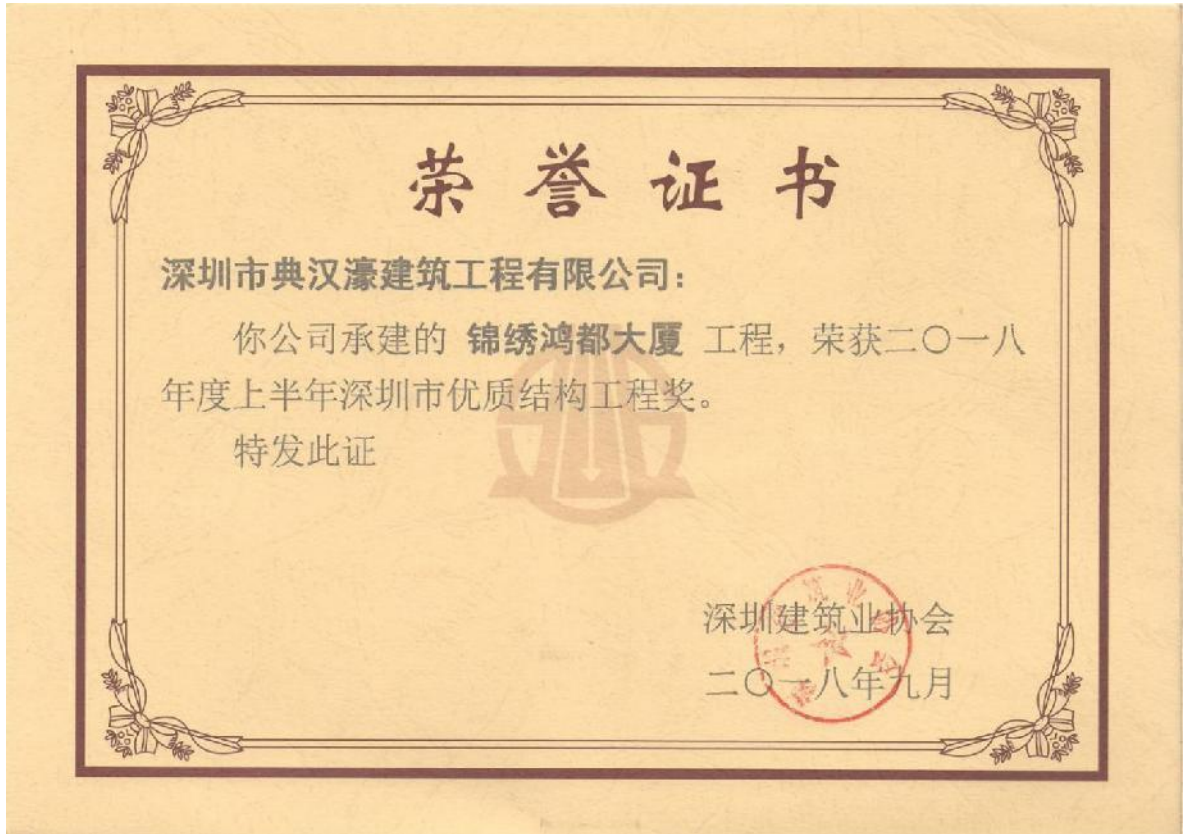 荣誉证书
深圳市典汉濠建筑工程有限公司：
你公司承建的 锦绣鸿都大厦 工程，荣获二〇一八
年度上半年深圳市优质结构工程奖。
特发此证
深圳建筑业协会
二〇一八年九月